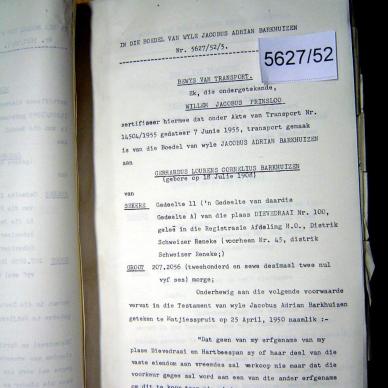 IN DIE BOEDEL VAN WYLE JACOBUS ADRIAN BARKHUIZEN
Nr. 5627/52/5.
5627/52
BEWYS VAN TRANSPORT.
Ek, die ondergetekende,
WILLEM JACOBUS PRINSLOO
sertifiseer hiermee dat onder Akte van Transport Nr.
14504/1955 gedateer 7 Junie 1955, transport gemaak
is van die Boedel van wyle JACOBUS ADRIAN BARKHUIZEN
aan
GERHARDUS LOURENS CORNELIUS BARKHUIZEN
(gebore op 18 Julie 1908)
van
SEKERE Gedeelte 11 ('n Gedeelte van daardie
Gedeelte A) van die plaas DIEVEDRAAI Nr. 100,
geleë in die Registrasie Afdeling H.O., Distrik
Schweizer Reneke (voorheen Nr. 45, distrik
Schweizer Reneke;)
GROOT 207.2056 (tweehonderd en sewe desimaal twee nul
vyf ses) morge;
Onderhewig aan die volgende voorwaarde
vervat in die Testament van wyle Jacobus Adrian Barkhuizen
geteken te Hatjiesspruit op 25 April, 1950 naamlik :-
"Dat geen van my erfgename van my
plase Dievedraai en Hartbeespan sy of haar deel van die
vaste eiendom aan vreemdes sal verkoop nie maar dat die
voorkeur gegee sal word aan een van die ander erfgename
om dit te koop